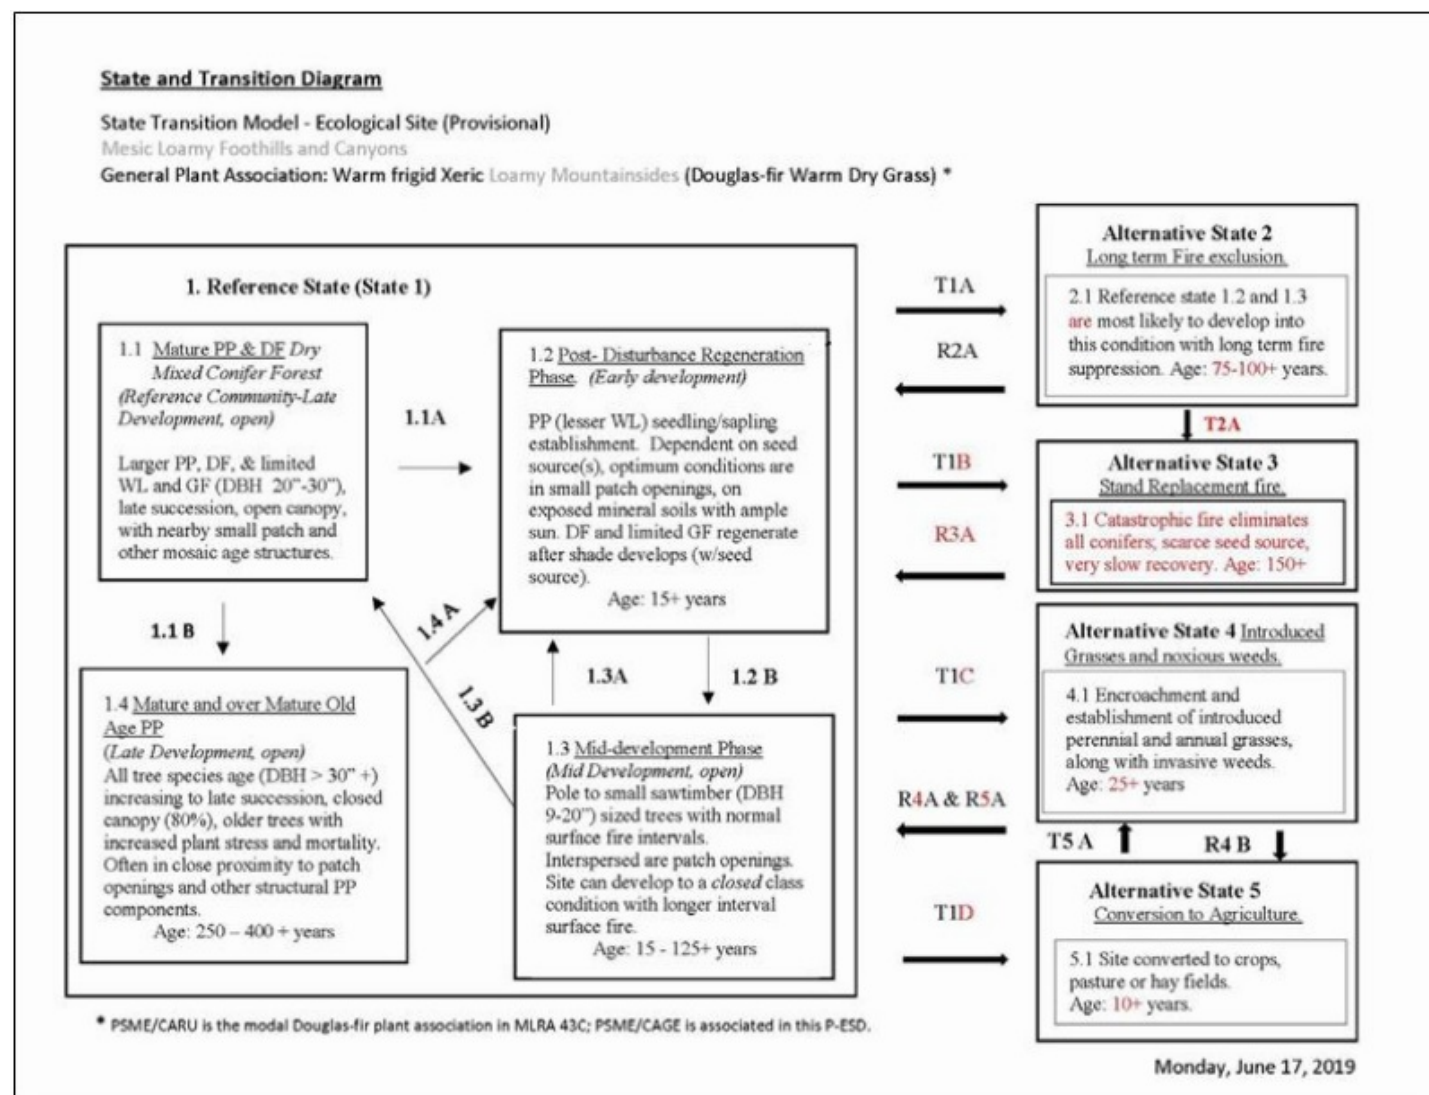 State and Transition Diagram
State Transition Model - Ecological Site (Provisional)
Mesic Loamy Foothills and Canyons
General Plant Association: Warm frigid Xeric Loamy Mountainsides (Douglas-fir Warm Dry Grass) *
1. Reference State (State 1)
1.1 Mature PP & DF Dry
Mixed Conifer Forest
(Reference Community-Late
Development, open)
Larger PP, DF, & limited
WL and GF (DBH 20"-30"),
late succession, open canopy,
with nearby small patch and
other mosaic age structures.
1.1A
1.2 Post- Disturbance Regeneration
Phase. (Early development)
PP (lesser WL) seedling/sapling
establishment. Dependent on seed
source(s), optimum conditions are
in small patch openings, on
exposed mineral soils with ample
sun. DF and limited GF regenerate
after shade develops (w/seed
source).
Age: 15+ years
1.1 B
1.4 A
1.3 B
1.3A
1.2 B
1.4 Mature and over Mature Old
Age PP
(Late Development, open)
All tree species age (DBH > 30" +)
increasing to late succession, closed
canopy (80%), older trees with
increased plant stress and mortality.
Often in close proximity to patch
openings and other structural PP
components.
Age: 250 – 400 + years
1.3 Mid-development Phase
(Mid Development, open)
Pole to small sawtimber (DBH
9-20") sized trees with normal
surface fire intervals.
Interspersed are patch openings.
Site can develop to a closed class
condition with longer interval
surface fire.
Age: 15 - 125+ years
T1A
R2A
T1B
R3A
T1C
R4A & R5A
T1D
Alternative State 2
Long term Fire exclusion.
2.1 Reference state 1.2 and 1.3
are most likely to develop into
this condition with long term fire
suppression. Age: 75-100+ years.
T2A
Alternative State 3
Stand Replacement fire.
3.1 Catastrophic fire eliminates
all conifers; scarce seed source,
very slow recovery. Age: 150+
Alternative State 4 Introduced
Grasses and noxious weeds.
4.1 Encroachment and
establishment of introduced
perennial and annual grasses,
along with invasive weeds.
Age: 25+ years
T5 A
R4 B
Alternative State 5
Conversion to Agriculture.
5.1 Site converted to crops,
pasture or hay fields.
Age: 10+ years.
* PSME/CARU is the modal Douglas-fir plant association in MLRA 43C; PSME/CAGE is associated in this P-ESD.
Monday, June 17, 2019